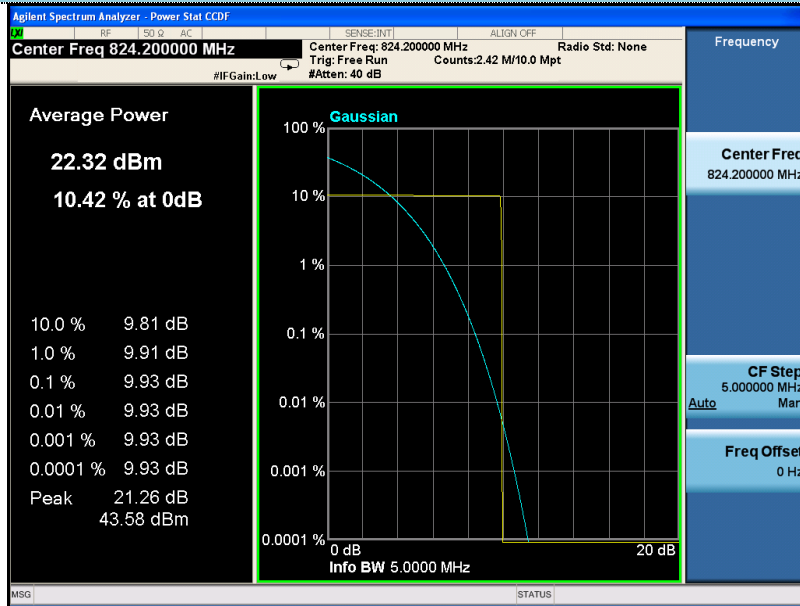 Agilent Spectrum Analyzer - Power Stat CCDF
LXI RF 50 Ω AC SENSE:INT ALIGN OFF
Center Freq 824.200000 MHz
Center Freq: 824.200000 MHz Radio Std: None
Trig: Free Run Counts:2.42 M/10.0 Mpt
#IFGain:Low #Atten: 40 dB
Frequency
Average Power
22.32 dBm
10.42 % at 0dB
10.0 % 9.81 dB
1.0 % 9.91 dB
0.1 % 9.93 dB
0.01 % 9.93 dB
0.001 % 9.93 dB
0.0001 % 9.93 dB
Peak 21.26 dB
43.58 dBm
Gaussian
100 %
10 %
1 %
0.1 %
0.01 %
0.001 %
0.0001 %
0 dB 20 dB
Info BW 5.0000 MHz
Center Freq
824.200000 MHz
CF Step
5.000000 MHz
Auto Man
Freq Offset
0 Hz
MSG STATUS